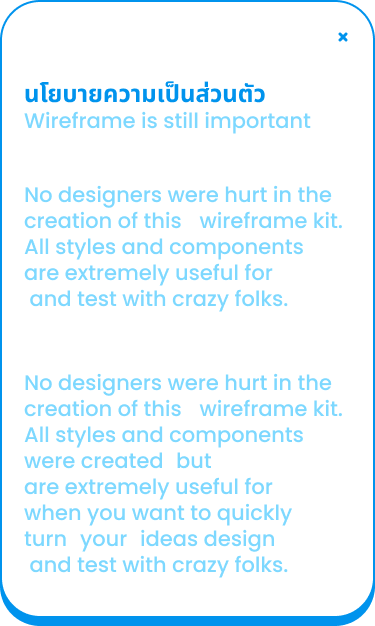 นโยบายความเป็นส่วนตัว
Wireframe is still important
No designers were hurt in the
creation of this wireframe kit.
All styles and components
are extremely useful for
and test with crazy folks.
No designers were hurt in the
creation of this wireframe kit.
All styles and components
were created but
are extremely useful for
when you want to quickly
turn your ideas design
and test with crazy folks.